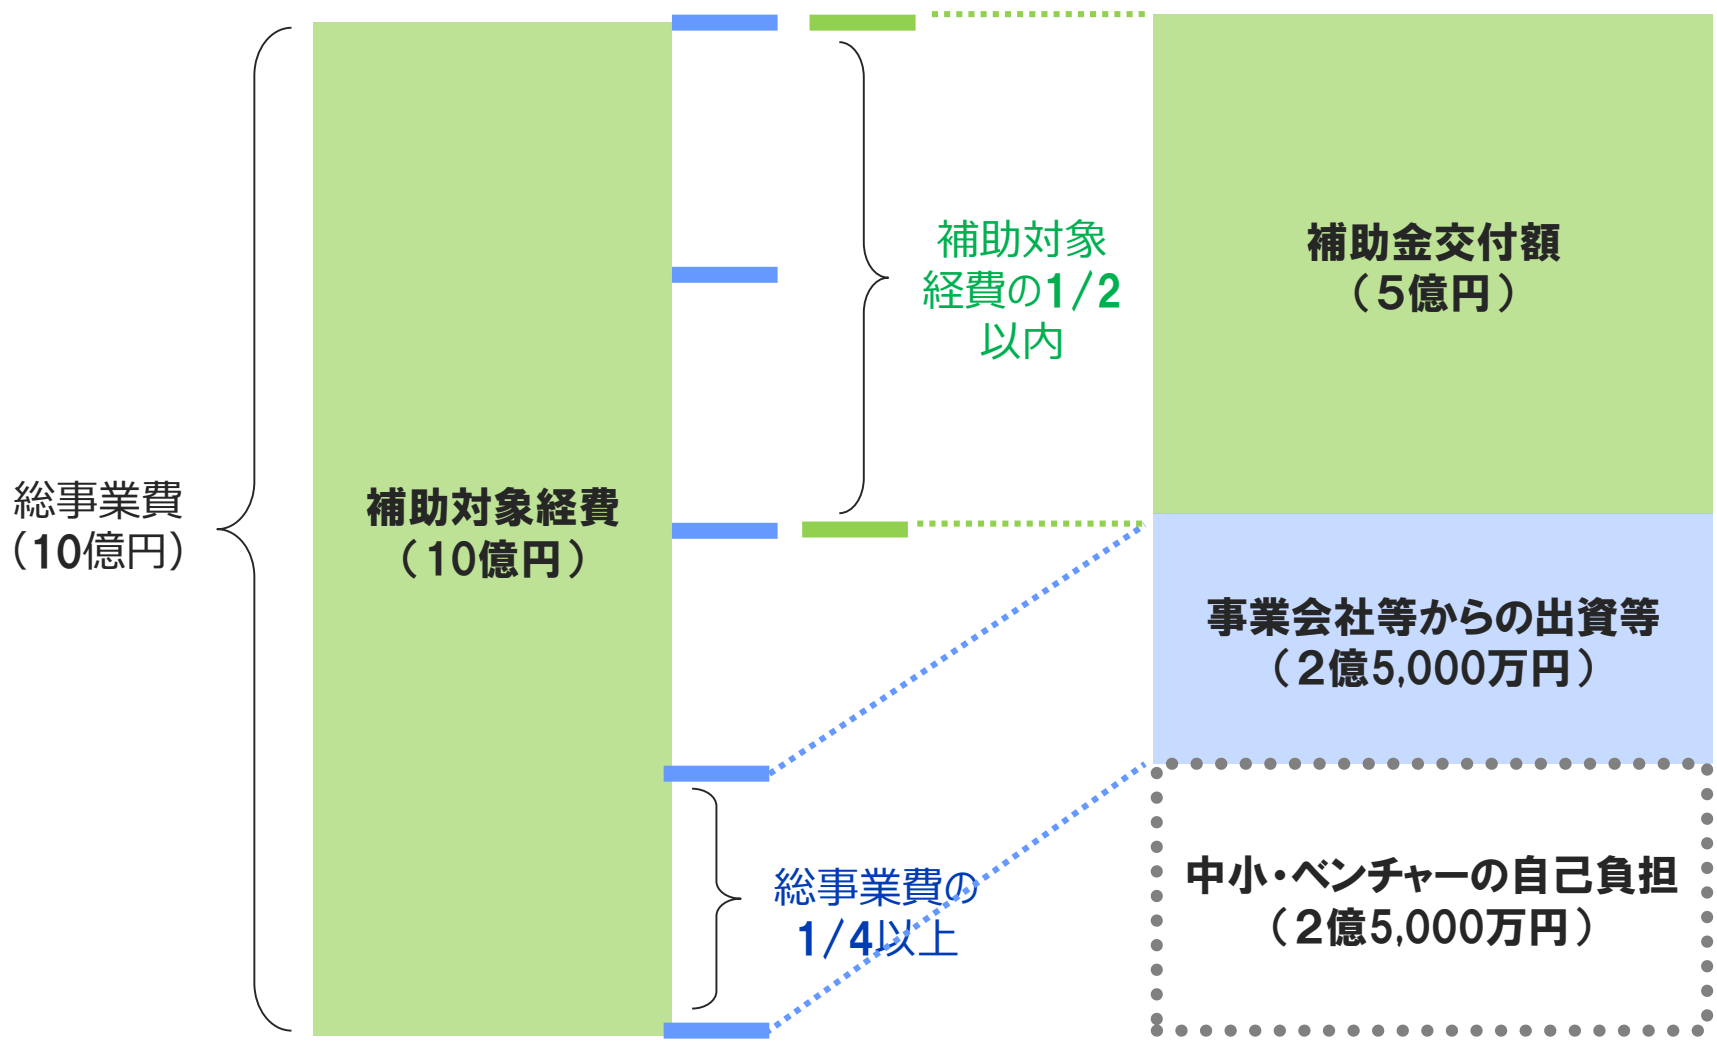 総事業費
（10億円）
補助対象経費
（10億円）
補助対象
経費の1/2
以内
総事業費の
1/4以上
補助金交付額
（５億円）
事業会社等からの出資等
（２億5,000万円）
中小・ベンチャーの自己負担
（２億5,000万円）